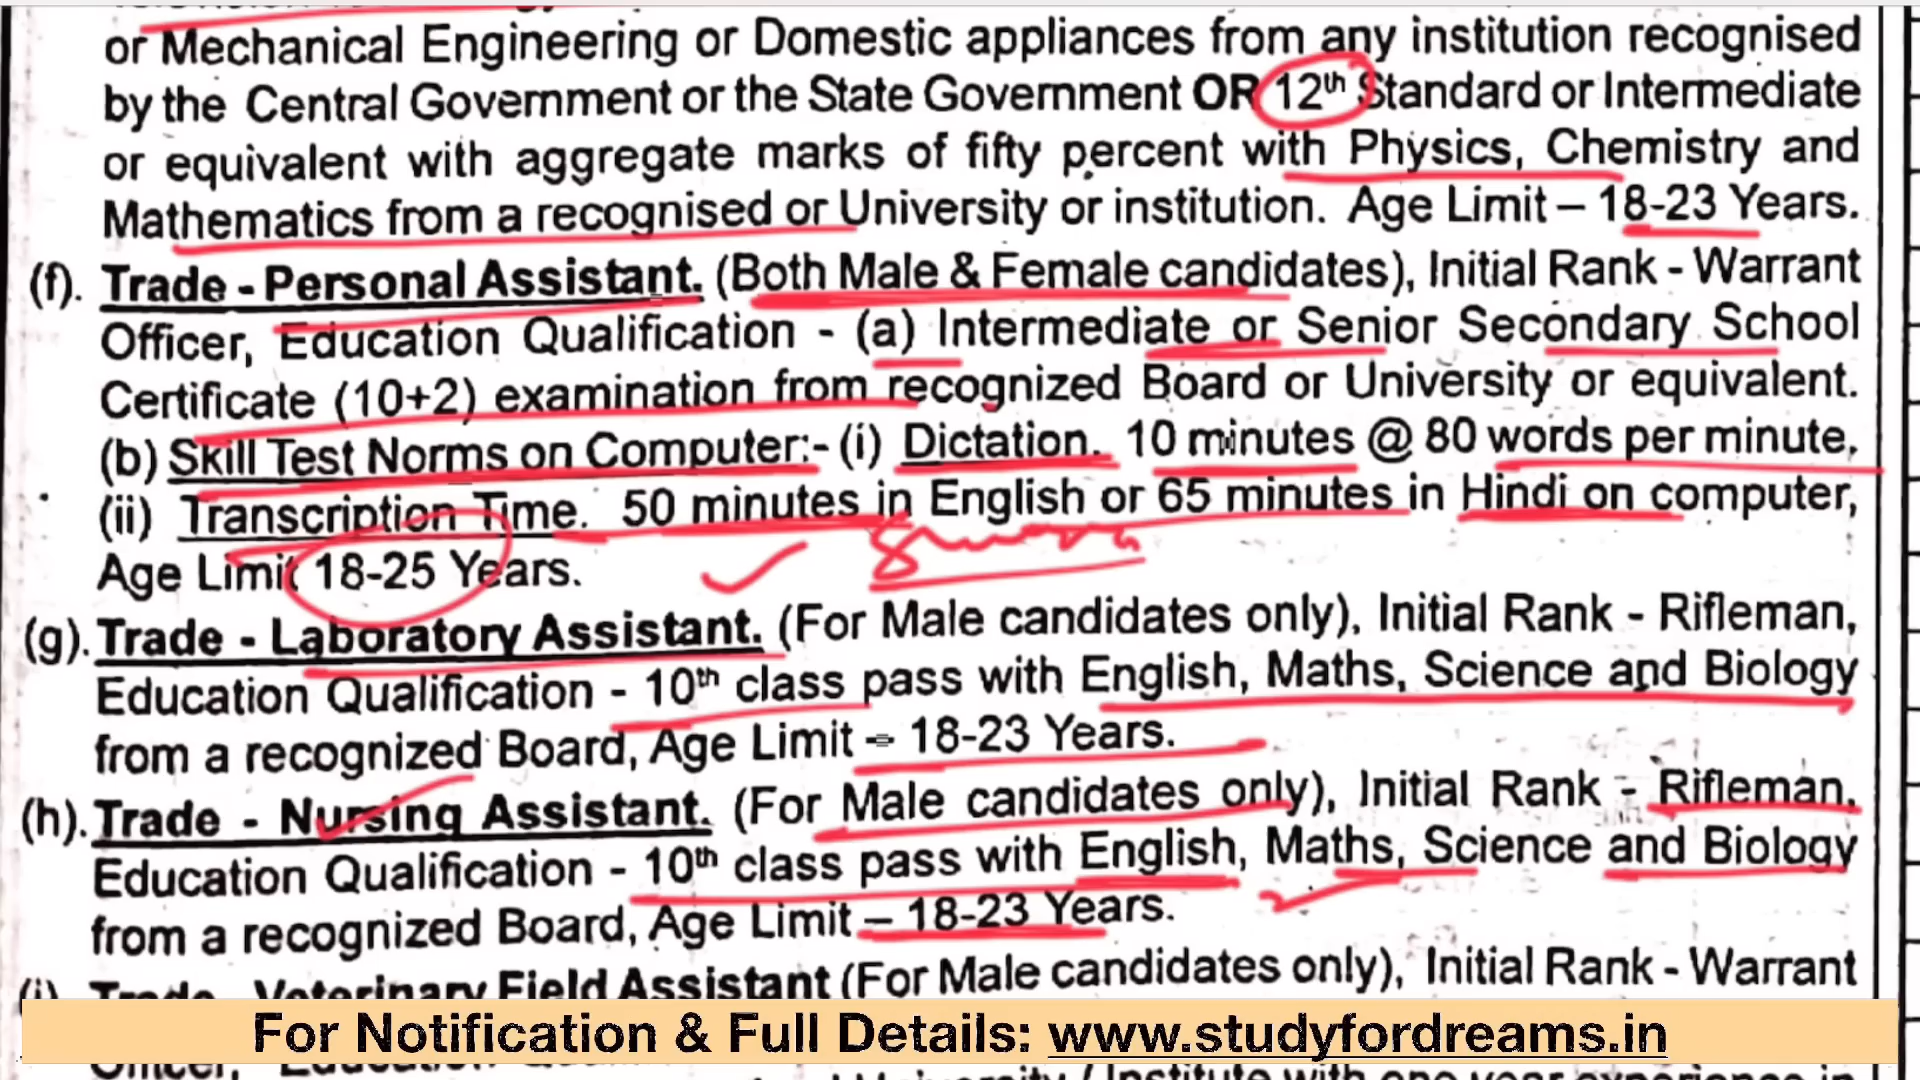 or Mechanical Engineering or Domestic appliances from any institution recognised
by the Central Government or the State Government OR 12th Standard or Intermediate
or equivalent with aggregate marks of fifty percent with Physics, Chemistry and
Mathematics from a recognised or University or institution. Age Limit – 18-23 Years.
(f). Trade - Personal Assistant. (Both Male & Female candidates), Initial Rank - Warrant
Officer, Education Qualification - (a) Intermediate or Senior Secondary School
Certificate (10+2) examination from recognized Board or University or equivalent.
(b) Skill Test Norms on Computer:- (i) Dictation. 10 minutes @ 80 words per minute,
(ii) Transcription Time. 50 minutes in English or 65 minutes in Hindi on computer,
Age Limit 18-25 Years.
(g). Trade - Laboratory Assistant. (For Male candidates only), Initial Rank - Rifleman,
Education Qualification - 10th class pass with English, Maths, Science and Biology
from a recognized Board, Age Limit – 18-23 Years.
(h). Trade - Nursing Assistant. (For Male candidates only), Initial Rank - Rifleman,
Education Qualification - 10th class pass with English, Maths, Science and Biology
from a recognized Board, Age Limit – 18-23 Years.
(i). Trade - Veterinary Field Assistant (For Male candidates only), Initial Rank - Warrant
For Notification & Full Details: www.studyfordreams.in